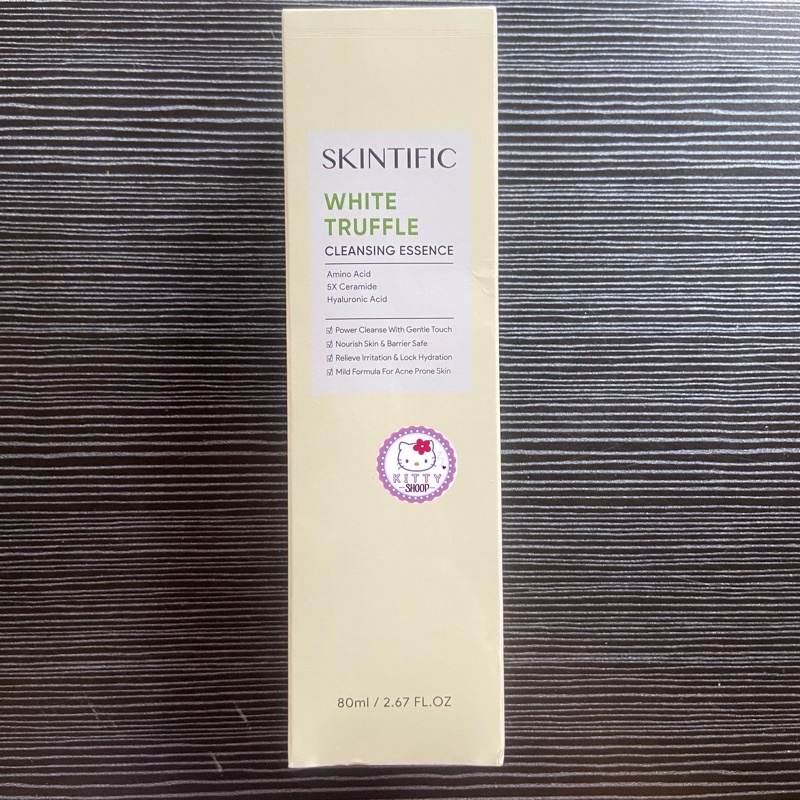 SKINTIFIC
WHITE
TRUFFLE
CLEANSING ESSENCE
Amino Acid
5X Ceramide
Hyaluronic Acid
☑ Power Cleanse With Gentle Touch
☑ Nourish Skin & Barrier Safe
☑ Relieve Irritation & Lock Hydration
☑ Mild Formula For Acne Prone Skin
KITTY
SHOOP
80ml / 2.67 FL.OZ